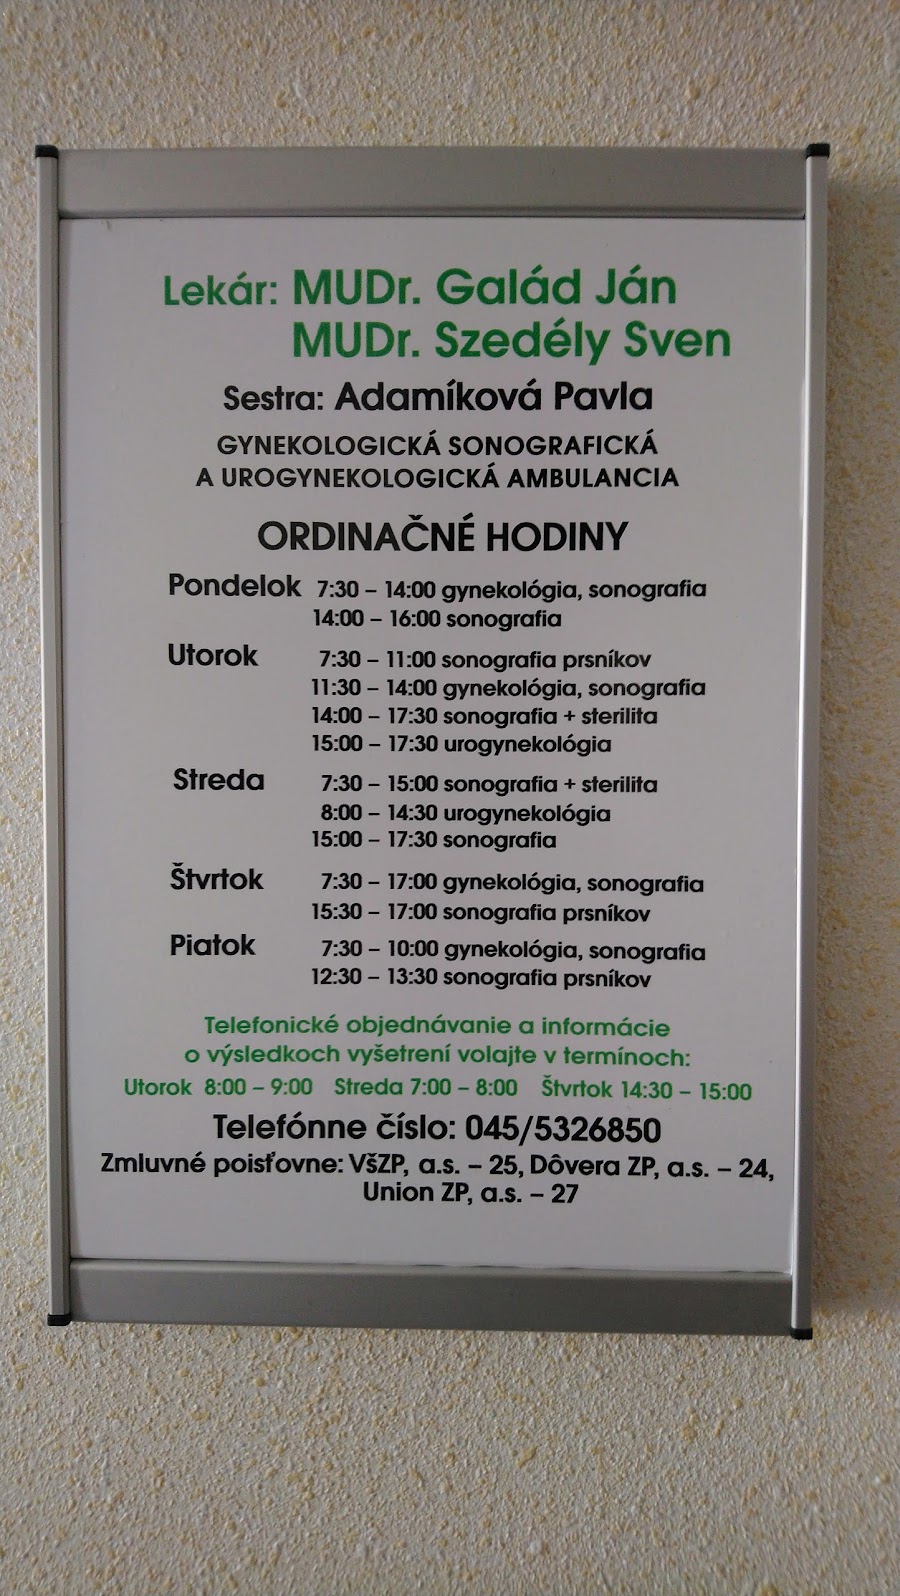 Lekár: MUDr. Galád Ján
MUDr. Szedély Sven
Sestra: Adamíková Pavla
GYNEKOLOGICKÁ SONOGRAFICKÁ
A UROGYNEKOLOGICKÁ AMBULANCIA
ORDINAČNÉ HODINY
Pondelok 7:30 – 14:00 gynekológia, sonografia
14:00 – 16:00 sonografia
Utorok 7:30 – 11:00 sonografia prsníkov
11:30 – 14:00 gynekológia, sonografia
14:00 – 17:30 sonografia + sterilita
15:00 – 17:30 urogynekológia
Streda 7:30 – 15:00 sonografia + sterilita
8:00 – 14:30 urogynekológia
15:00 – 17:30 sonografia
Štvrtok 7:30 – 17:00 gynekológia, sonografia
15:30 – 17:00 sonografia prsníkov
Piatok 7:30 – 10:00 gynekológia, sonografia
12:30 – 13:30 sonografia prsníkov
Telefonické objednávanie a informácie
o výsledkoch vyšetrení volajte v termínoch:
Utorok 8:00 – 9:00 Streda 7:00 – 8:00 Štvrtok 14:30 – 15:00
Telefónne číslo: 045/5326850
Zmluvné poisťovne: VšZP, a.s. – 25, Dôvera ZP, a.s. – 24,
Union ZP, a.s. – 27